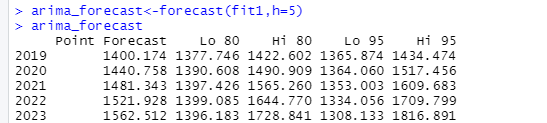 > arima_forecast<-forecast(fit1,h=5)
> arima_forecast
     Point Forecast    Lo 80    Hi 80    Lo 95    Hi 95
2019       1400.174 1377.746 1422.602 1365.874 1434.474
2020       1440.758 1390.608 1490.909 1364.060 1517.456
2021       1481.343 1397.426 1565.260 1353.003 1609.683
2022       1521.928 1399.085 1644.770 1334.056 1709.799
2023       1562.512 1396.183 1728.841 1308.133 1816.891